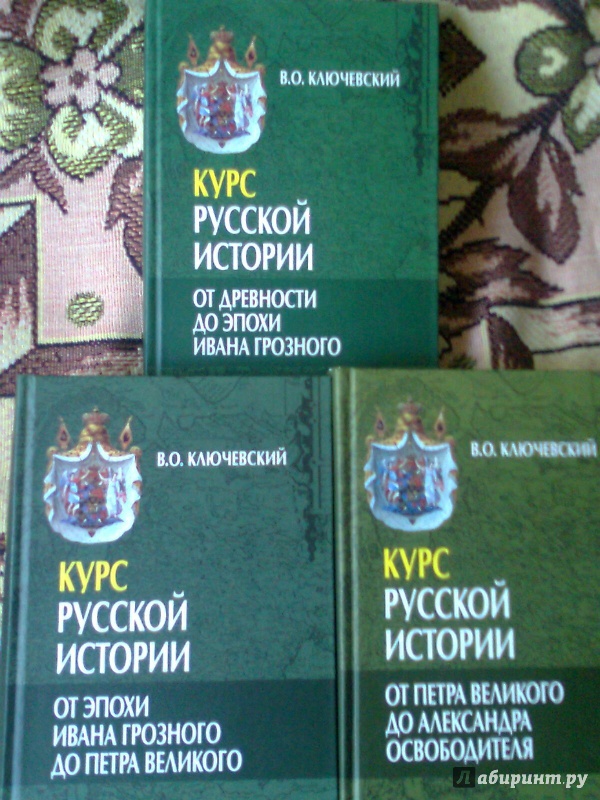 В.О. КЛЮЧЕВСКИЙ
КУРС
РУССКОЙ
ИСТОРИИ
ОТ ДРЕВНОСТИ
ДО ЭПОХИ
ИВАНА ГРОЗНОГО
В.О. КЛЮЧЕВСКИЙ
КУРС
РУССКОЙ
ИСТОРИИ
ОТ ЭПОХИ
ИВАНА ГРОЗНОГО
ДО ПЕТРА ВЕЛИКОГО
В.О. КЛЮЧЕВСКИЙ
КУРС
РУССКОЙ
ИСТОРИИ
ОТ ПЕТРА ВЕЛИКОГО
ДО АЛЕКСАНДРА
ОСВОБОДИТЕЛЯ
Лабиринт.ру